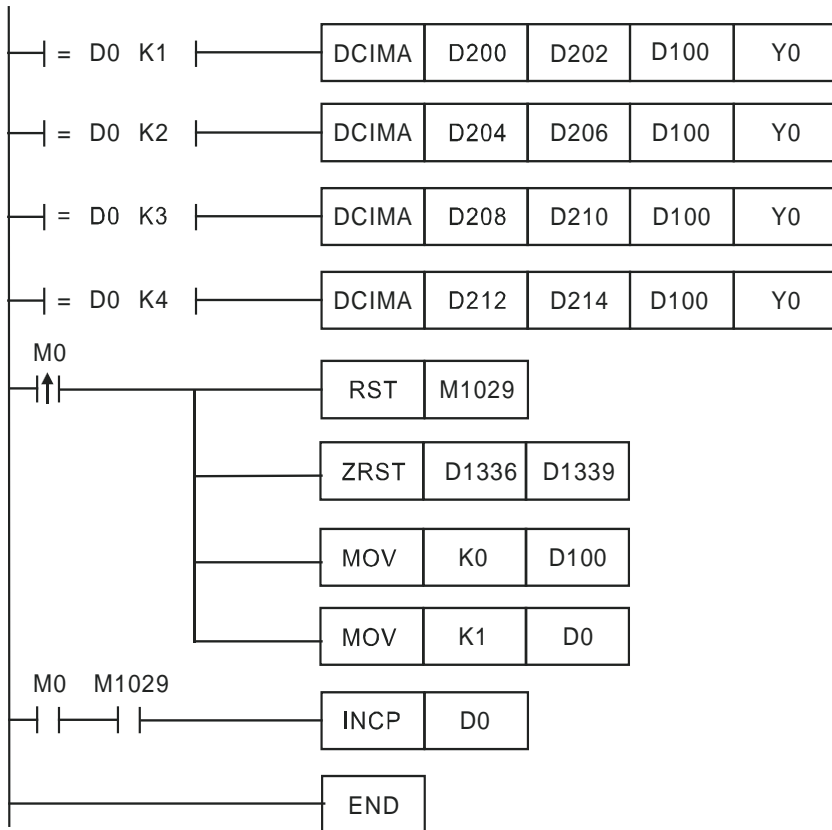 = D0 K1 DCIMA D200 D202 D100 Y0
= D0 K2 DCIMA D204 D206 D100 Y0
= D0 K3 DCIMA D208 D210 D100 Y0
= D0 K4 DCIMA D212 D214 D100 Y0
M0
RST M1029
ZRST D1336 D1339
MOV K0 D100
MOV K1 D0
M0 M1029
INCP D0
END